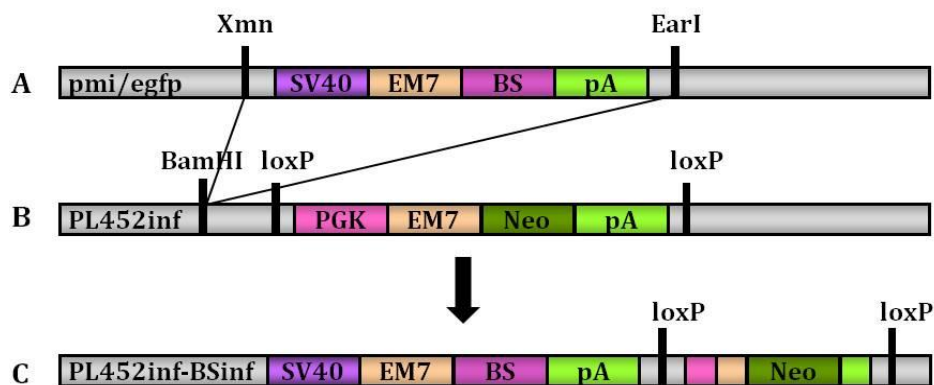 Xmn EarI
A pmi/egfp SV40 EM7 BS pA
BamHI loxP loxP
B PL452inf PGK EM7 Neo pA
loxP loxP
C PL452inf-BSinf SV40 EM7 BS pA Neo